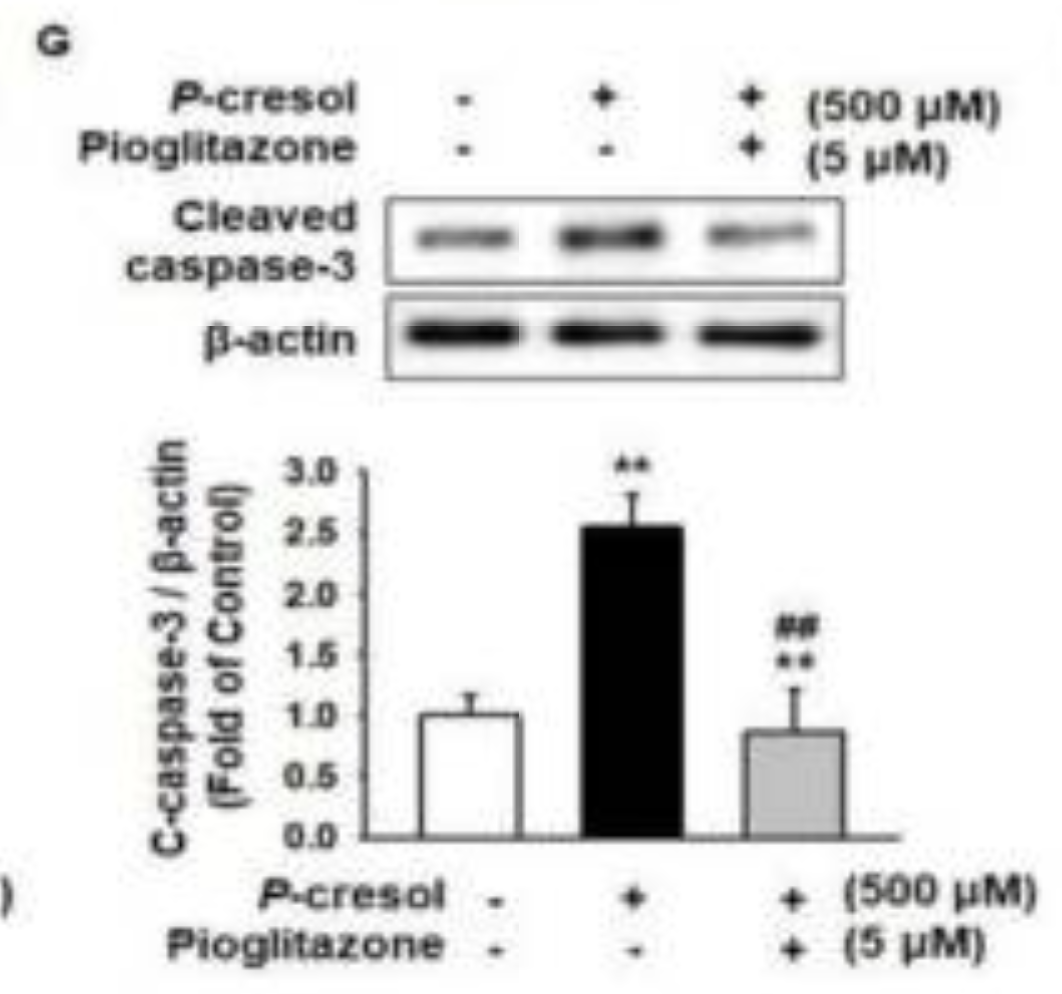 G
P-cresol - + + (500 µM)
Pioglitazone - - + (5 µM)
Cleaved
caspase-3
β-actin
C-caspase-3 / β-actin
(Fold of Control)
3.0
2.5
2.0
1.5
1.0
0.5
0.0
**
##
**
P-cresol - + + (500 µM)
Pioglitazone - - + (5 µM)
)